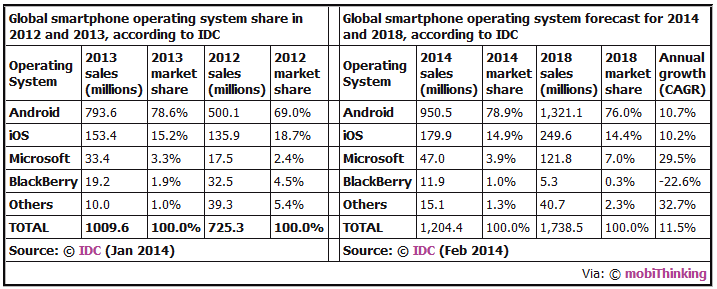 Global smartphone operating system share in
2012 and 2013, according to IDC
Operating System 2013 sales (millions) 2013 market share 2012 sales (millions) 2012 market share
Android 793.6 78.6% 500.1 69.0%
iOS 153.4 15.2% 135.9 18.7%
Microsoft 33.4 3.3% 17.5 2.4%
BlackBerry 19.2 1.9% 32.5 4.5%
Others 10.0 1.0% 39.3 5.4%
TOTAL 1009.6 100.0% 725.3 100.0%
Source: © IDC (Jan 2014)
Global smartphone operating system forecast for 2014
and 2018, according to IDC
Operating System 2014 sales (millions) 2014 market share 2018 sales (millions) 2018 market share Annual growth (CAGR)
Android 950.5 78.9% 1,321.1 76.0% 10.7%
iOS 179.9 14.9% 249.6 14.4% 10.2%
Microsoft 47.0 3.9% 121.8 7.0% 29.5%
BlackBerry 11.9 1.0% 5.3 0.3% -22.6%
Others 15.1 1.3% 40.7 2.3% 32.7%
TOTAL 1,204.4 100.0% 1,738.5 100.0% 11.5%
Source: © IDC (Feb 2014)
Via: © mobiThinking